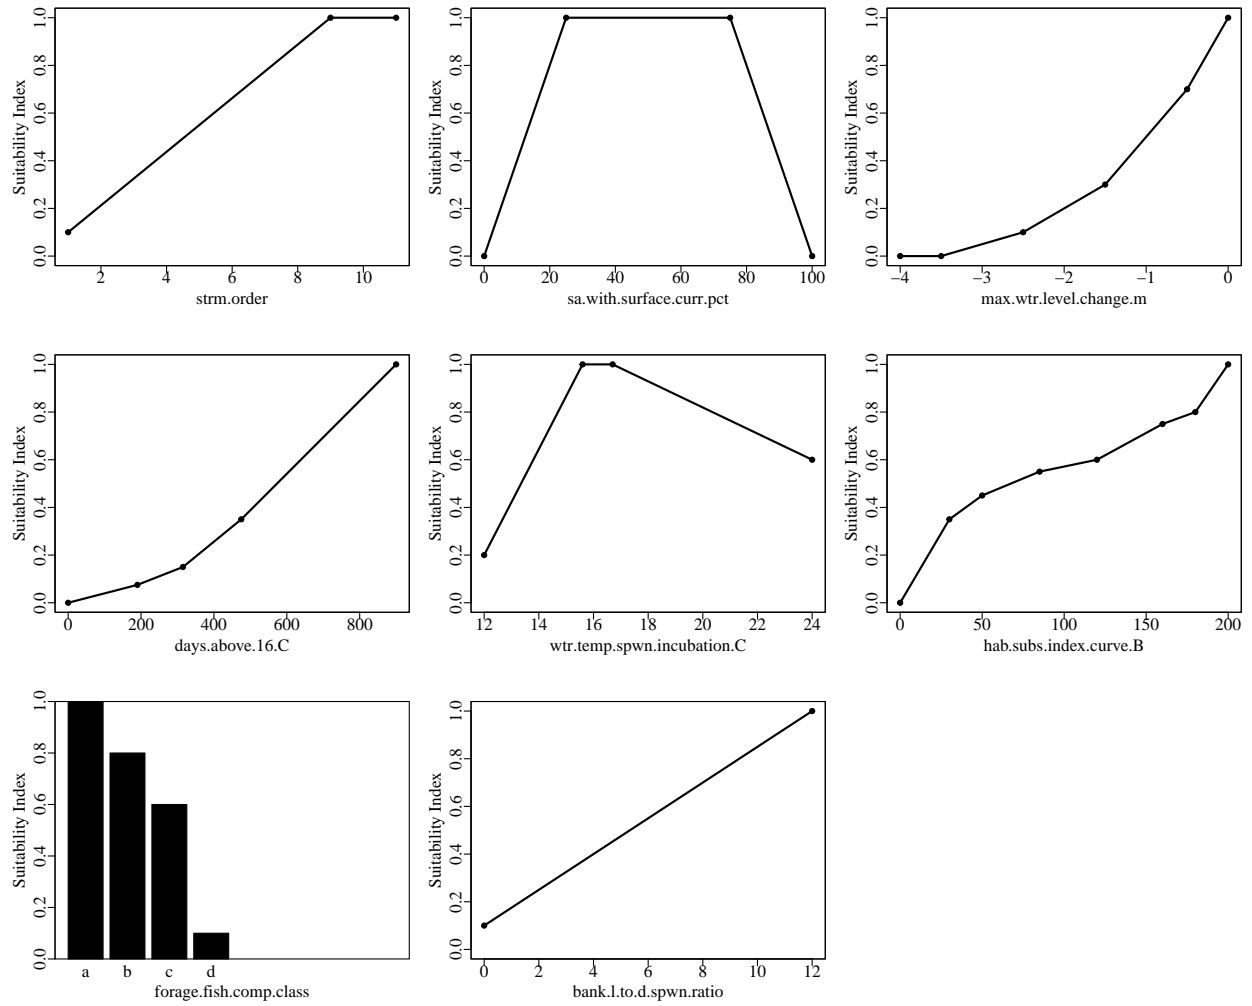 Suitability Index
0.0 0.2 0.4 0.6 0.8 1.0
2 4 6 8 10
strm.order
Suitability Index
0.0 0.2 0.4 0.6 0.8 1.0
0 20 40 60 80 100
sa.with.surface.curr.pct
Suitability Index
0.0 0.2 0.4 0.6 0.8 1.0
−4 −3 −2 −1 0
max.wtr.level.change.m
Suitability Index
0.0 0.2 0.4 0.6 0.8 1.0
0 200 400 600 800
days.above.16.C
Suitability Index
0.0 0.2 0.4 0.6 0.8 1.0
12 14 16 18 20 22 24
wtr.temp.spwn.incubation.C
Suitability Index
0.0 0.2 0.4 0.6 0.8 1.0
0 50 100 150 200
hab.subs.index.curve.B
Suitability Index
0.0 0.2 0.4 0.6 0.8 1.0
a b c d
forage.fish.comp.class
Suitability Index
0.0 0.2 0.4 0.6 0.8 1.0
0 2 4 6 8 10 12
bank.l.to.d.spwn.ratio